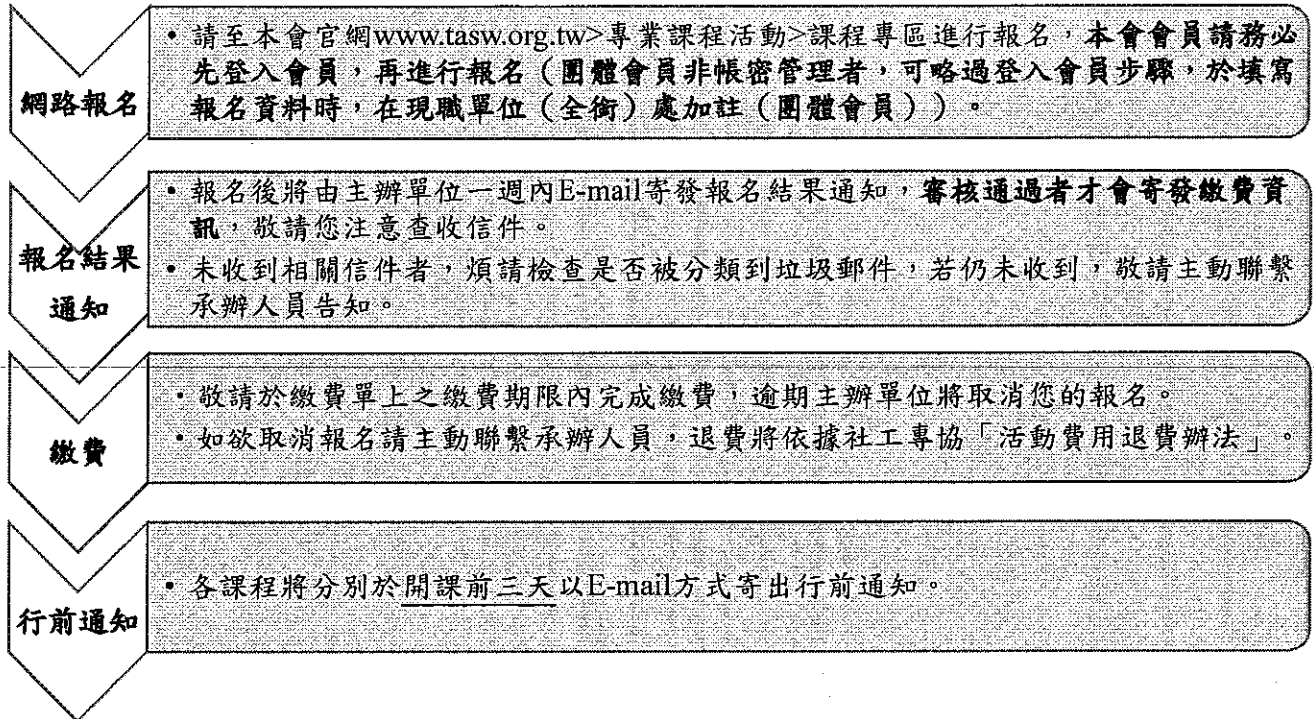 網路報名
• 請至本會官網www.tasw.org.tw>專業課程活動>課程專區進行報名，本會會員請務必
先登入會員，再進行報名（團體會員非帳密管理者，可略過登入會員步驟，於填寫
報名資料時，在現職單位（全銜）處加註（團體會員））。
報名結果
通知
• 報名後將由主辦單位一週內E-mail寄發報名結果通知，審核通過者才會寄發繳費資
訊，敬請您注意查收信件。
• 未收到相關信件者，煩請檢查是否被分類到垃圾郵件，若仍未收到，敬請主動聯繫
承辦人員告知。
繳費
• 敬請於繳費單上之繳費期限內完成繳費，逾期主辦單位將取消您的報名。
• 如欲取消報名請主動聯繫承辦人員，退費將依據社工專協「活動費用退費辦法」。
行前通知
• 各課程將分別於開課前三天以E-mail方式寄出行前通知。